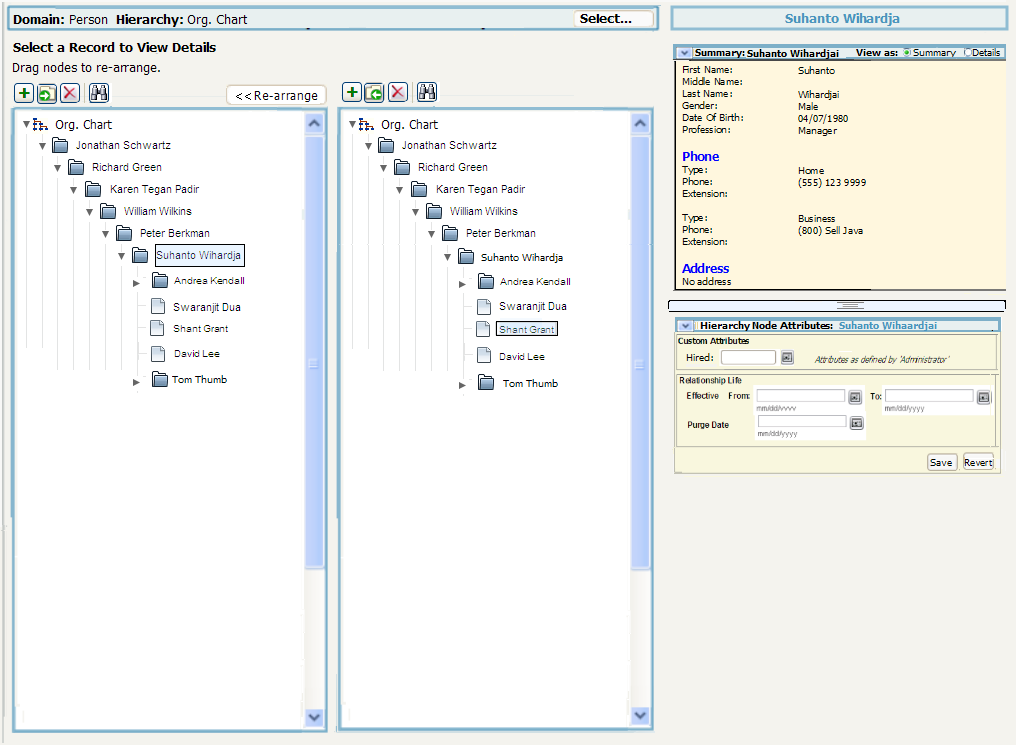 Domain: Person Hierarchy: Org. Chart
Select...
Select a Record to View Details
Drag nodes to re-arrange.
<<Re-arrange
Org. Chart
Jonathan Schwartz
Richard Green
Karen Tegan Padir
William Wilkins
Peter Berkman
Suhanto Wihardja
Andrea Kendall
Swaranjit Dua
Shant Grant
David Lee
Tom Thumb
Org. Chart
Jonathan Schwartz
Richard Green
Karen Tegan Padir
William Wilkins
Peter Berkman
Suhanto Wihardja
Andrea Kendall
Swaranjit Dua
Shant Grant
David Lee
Tom Thumb
Suhanto Wihardja
Summary: Suhanto Wihardjai View as: Summary Details
First Name: Suhanto
Middle Name:
Last Name: Wihardjai
Gender: Male
Date Of Birth: 04/07/1980
Profession: Manager
Phone
Type: Home
Phone: (555) 123 9999
Extension:
Type: Business
Phone: (800) Sell Java
Extension:
Address
No address
Hierarchy Node Attributes: Suhanto Wihaardjai
Custom Attributes
Hired: Attributes as defined by 'Administrator'
Relationship Life
Effective From: To:
mm/dd/yyyy mm/dd/yyyy
Purge Date
mm/dd/yyyy
Save Revert